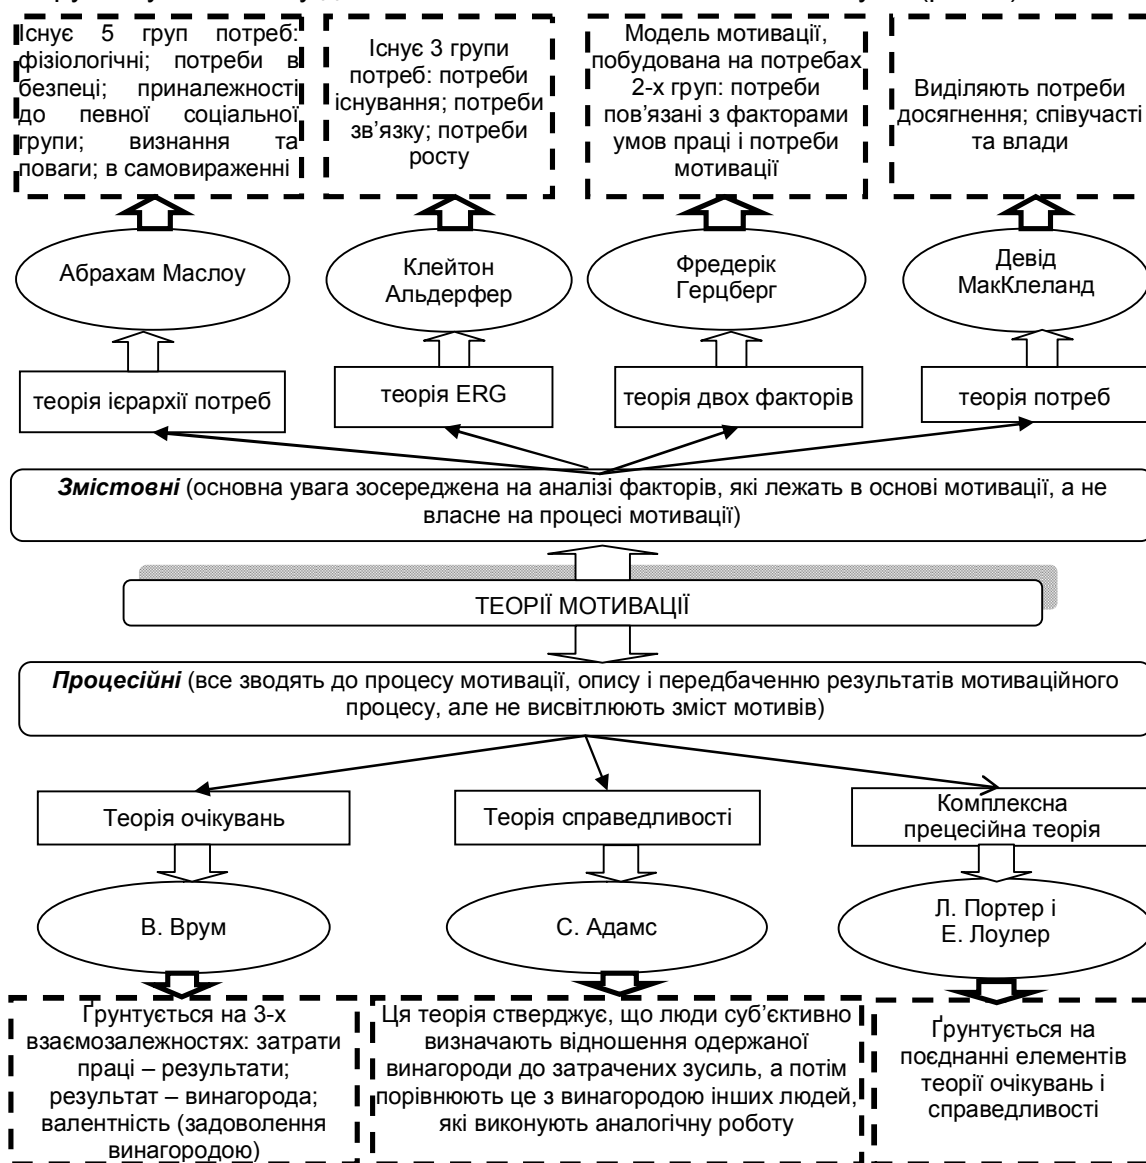 Існує 5 груп потреб:
фізіологічні; потреби в
безпеці; приналежності
до певної соціальної
групи; визнання та
поваги; в самовираженні
Існує 3 групи
потреб: потреби
існування; потреби
зв’язку; потреби
росту
Модель мотивації,
побудована на потребах
2-х груп: потреби
пов’язані з факторами
умов праці і потреби
мотивації
Виділяють потреби
досягнення; співучасті
та влади
Абрахам Маслоу
Клейтон
Альдерфер
Фредерік
Герцберг
Девід
МакКлеланд
теорія ієрархії потреб
теорія ERG
теорія двох факторів
теорія потреб
Змістовні (основна увага зосереджена на аналізі факторів, які лежать в основі мотивації, а не
власне на процесі мотивації)
ТЕОРІЇ МОТИВАЦІЇ
Процесійні (все зводять до процесу мотивації, опису і передбаченню результатів мотиваційного
процесу, але не висвітлюють зміст мотивів)
Теорія очікувань
Теорія справедливості
Комплексна
прецесійна теорія
В. Врум
С. Адамс
Л. Портер і
Е. Лоулер
Ґрунтується на 3-х
взаємозалежностях: затрати
праці – результати;
результат – винагорода;
валентність (задоволення
винагородою)
Ця теорія стверджує, що люди суб’єктивно
визначають відношення одержаної
винагороди до затрачених зусиль, а потім
порівнюють це з винагородою інших людей,
які виконують аналогічну роботу
Ґрунтується на
поєднанні елементів
теорії очікувань і
справедливості